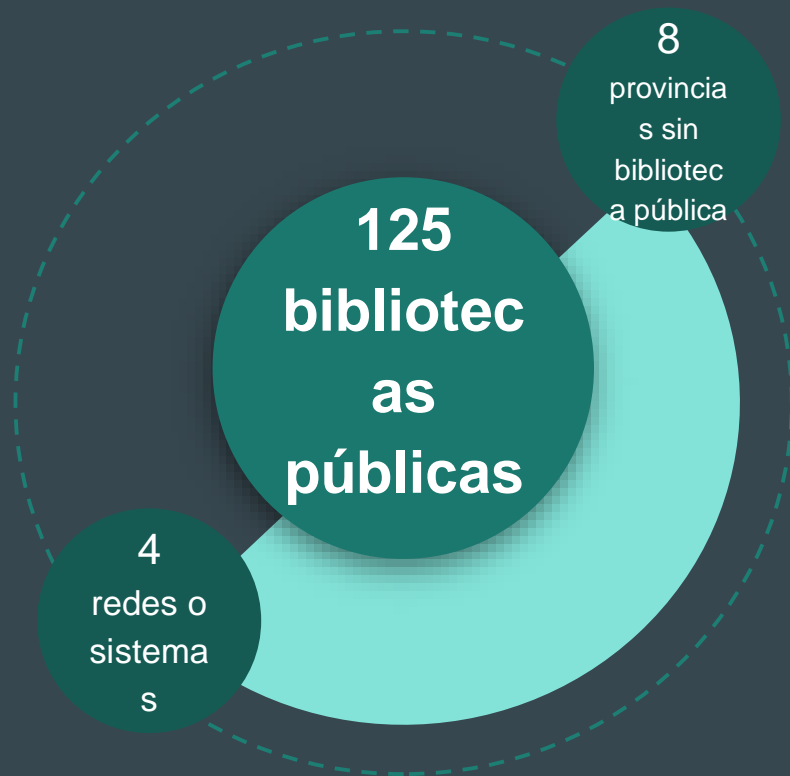 8
provincia
s sin
bibliotec
a pública
125
bibliotec
as
públicas
4
redes o
sistema
s